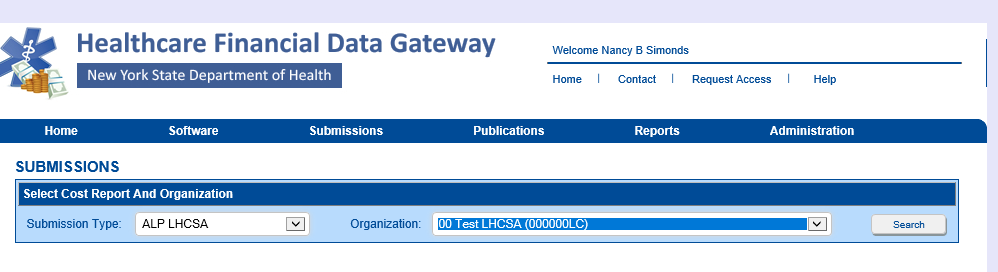 Healthcare Financial Data Gateway
New York State Department of Health
Welcome Nancy B Simonds
Home | Contact | Request Access | Help
Home Software Submissions Publications Reports Administration
SUBMISSIONS
Select Cost Report And Organization
Submission Type: ALP LHCSA Organization: 00 Test LHCSA (000000LC) Search